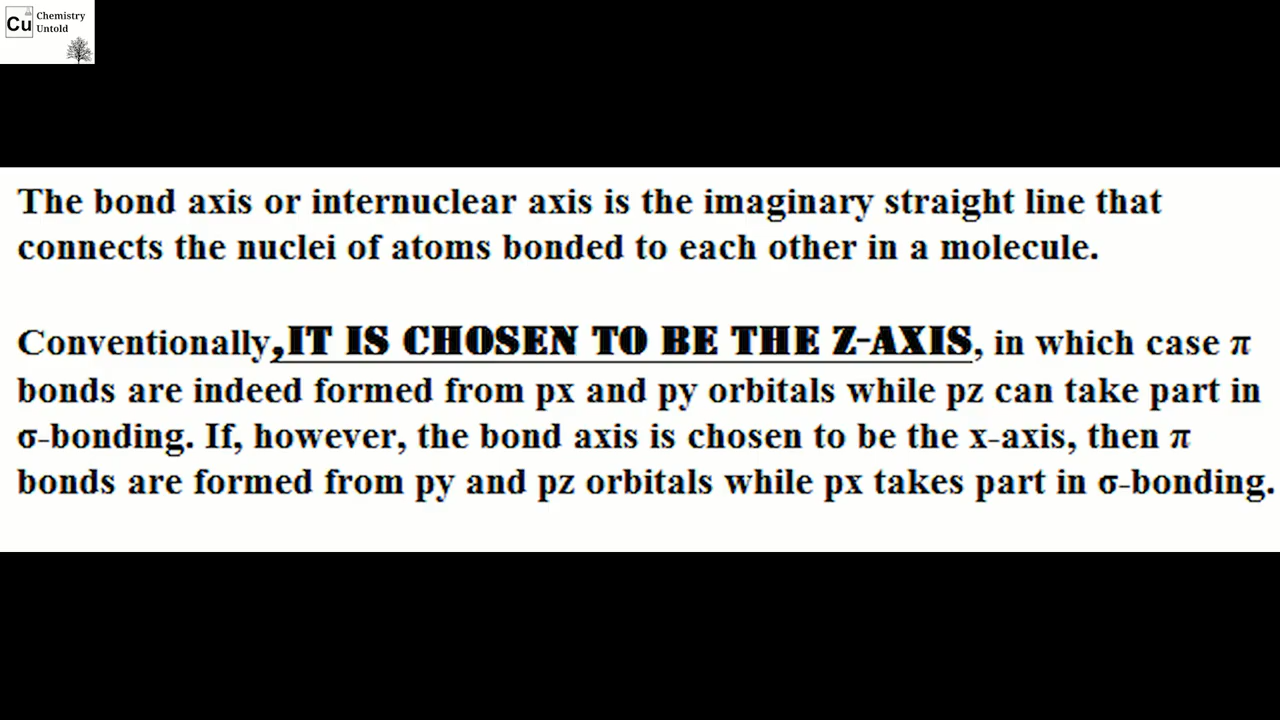 Cu Chemistry
Untold
The bond axis or internuclear axis is the imaginary straight line that
connects the nuclei of atoms bonded to each other in a molecule.
Conventionally,IT IS CHOSEN TO BE THE Z-AXIS, in which case π
bonds are indeed formed from px and py orbitals while pz can take part in
σ-bonding. If, however, the bond axis is chosen to be the x-axis, then π
bonds are formed from py and pz orbitals while px takes part in σ-bonding.